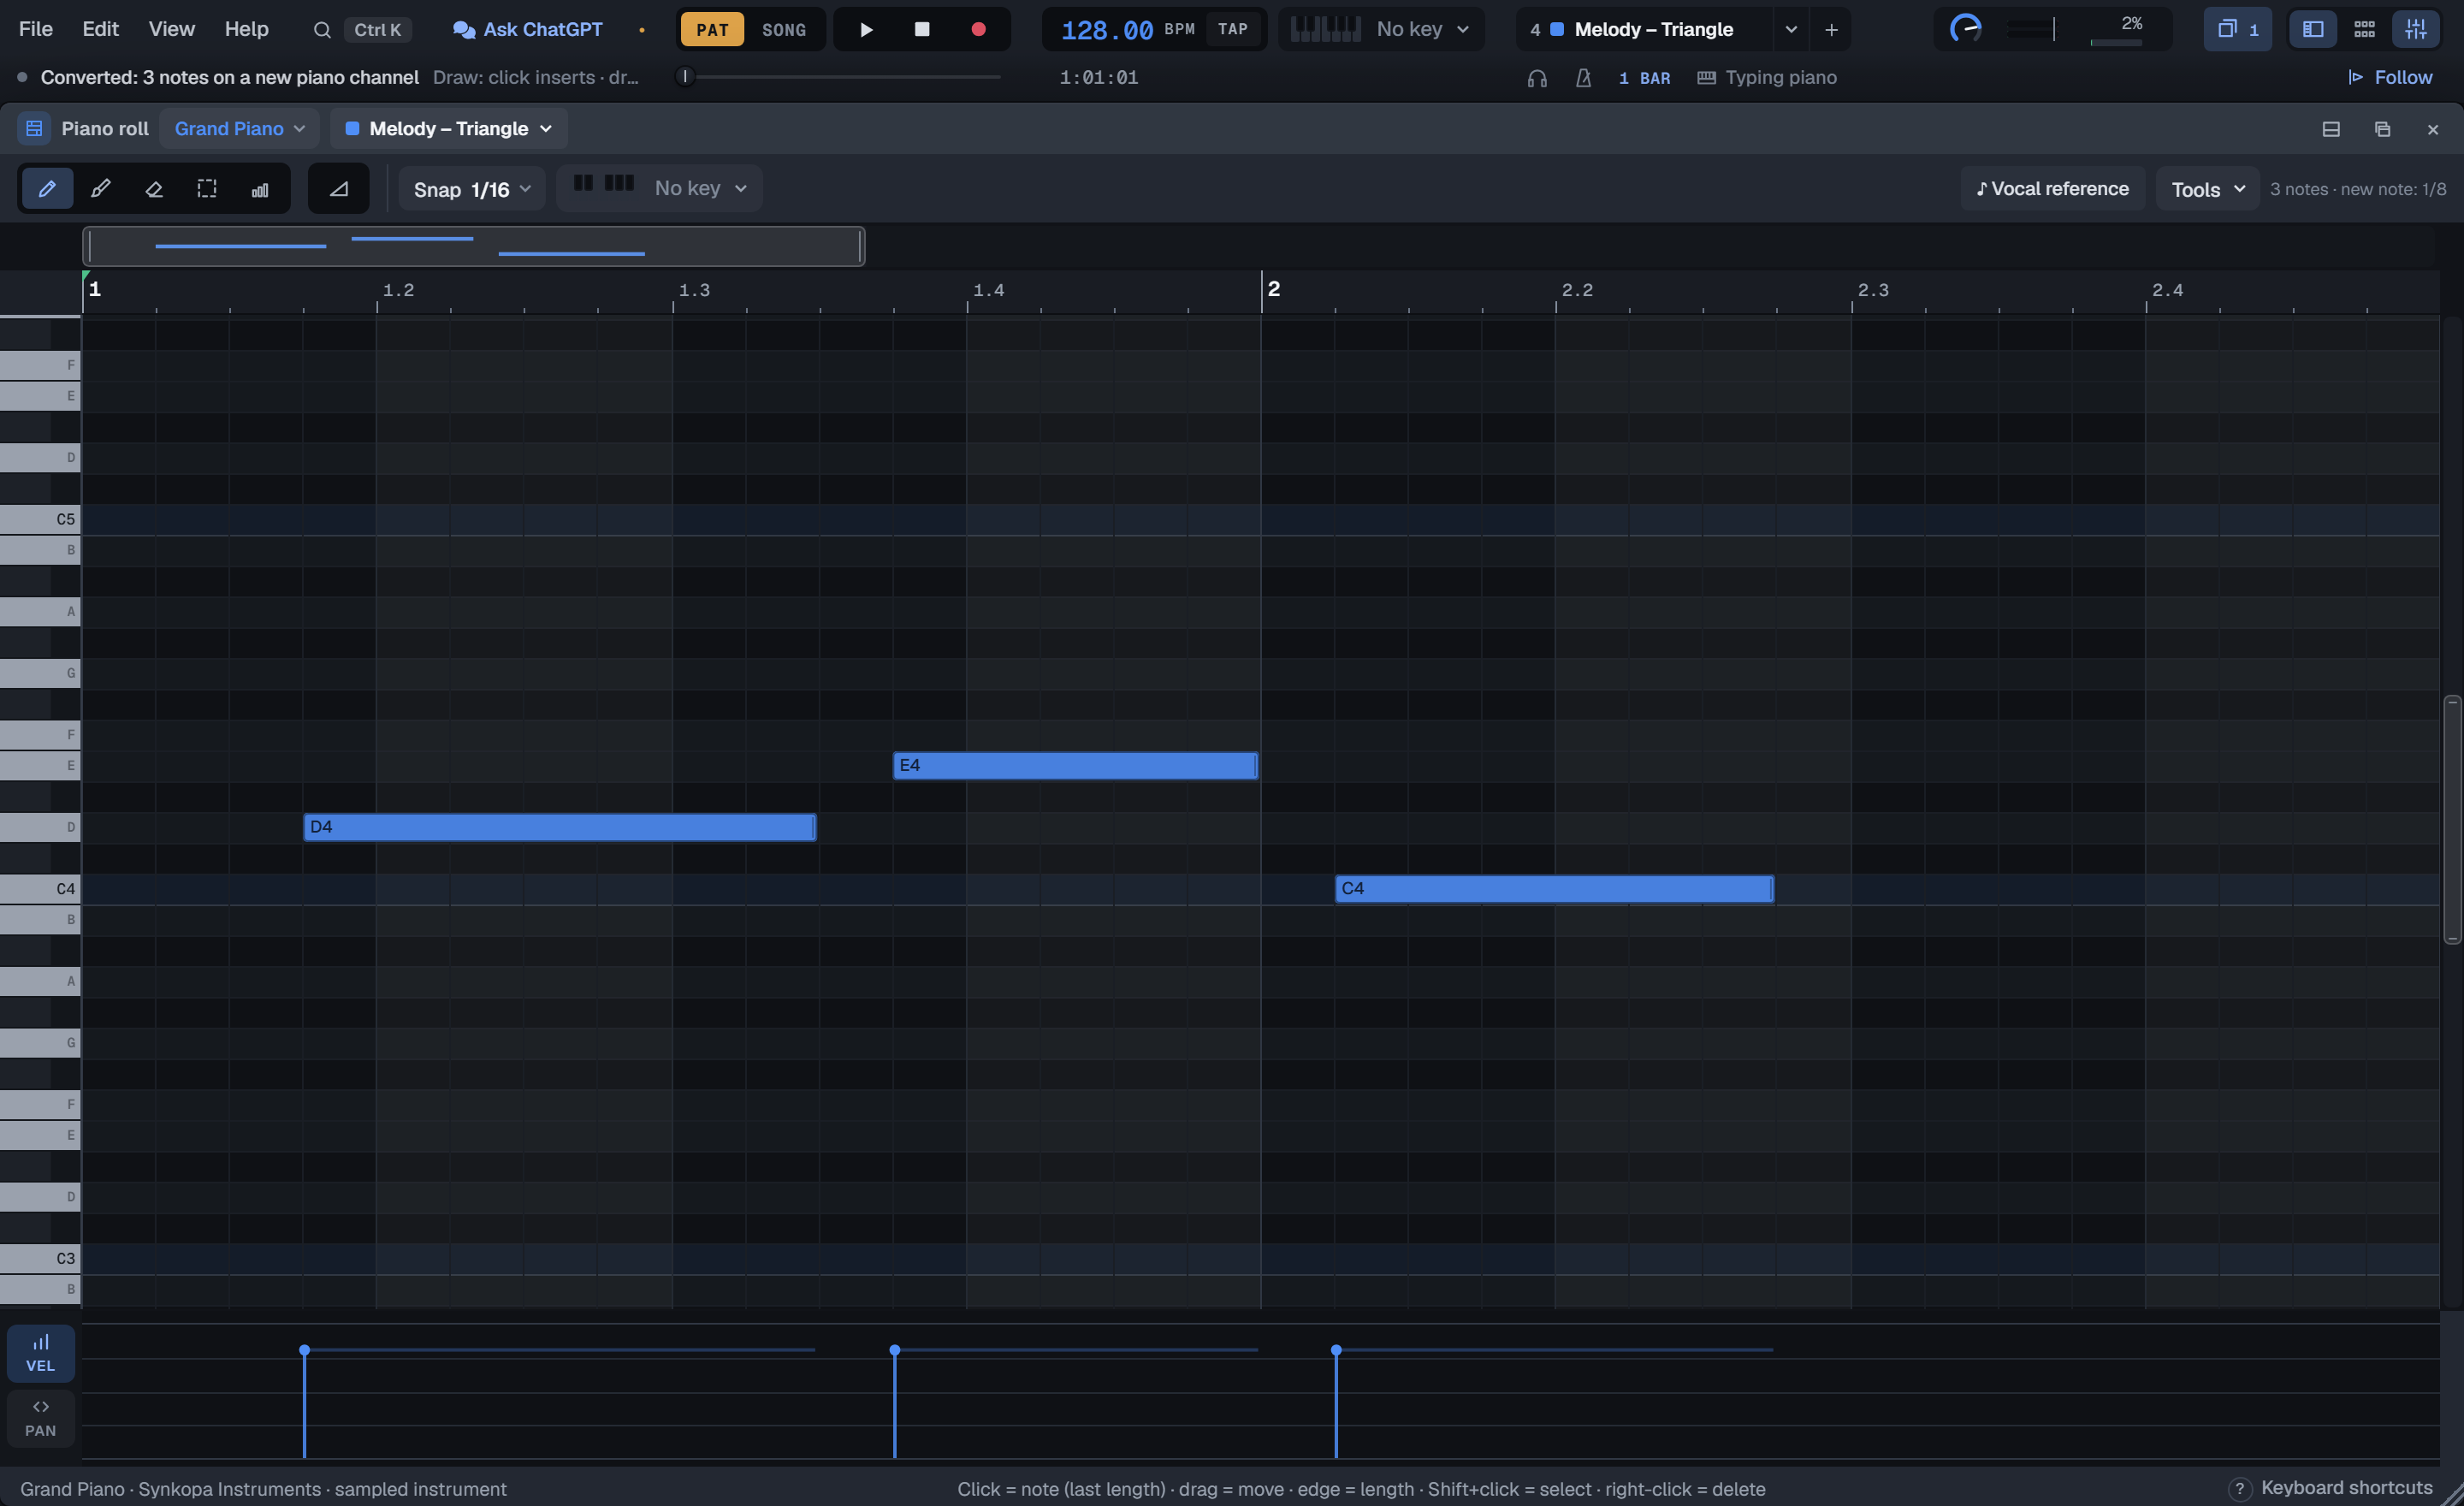 File Edit View Help Ctrl K Ask ChatGPT PAT SONG 128.00 BPM TAP No key 4 Melody – Triangle + 2% 1
Converted: 3 notes on a new piano channel Draw: click inserts · dr... 1:01:01 1 BAR Typing piano Follow
Piano roll Grand Piano Melody – Triangle
Snap 1/16 No key Vocal reference Tools 3 notes · new note: 1/8
1 1.2 1.3 1.4 2 2.2 2.3 2.4
F
E
D
C5
B
A
G
F
E E4
D D4
C4 C4
B
A
G
F
E
D
C3
B
VEL
PAN
Grand Piano · Synkopa Instruments · sampled instrument Click = note (last length) · drag = move · edge = length · Shift+click = select · right-click = delete ? Keyboard shortcuts